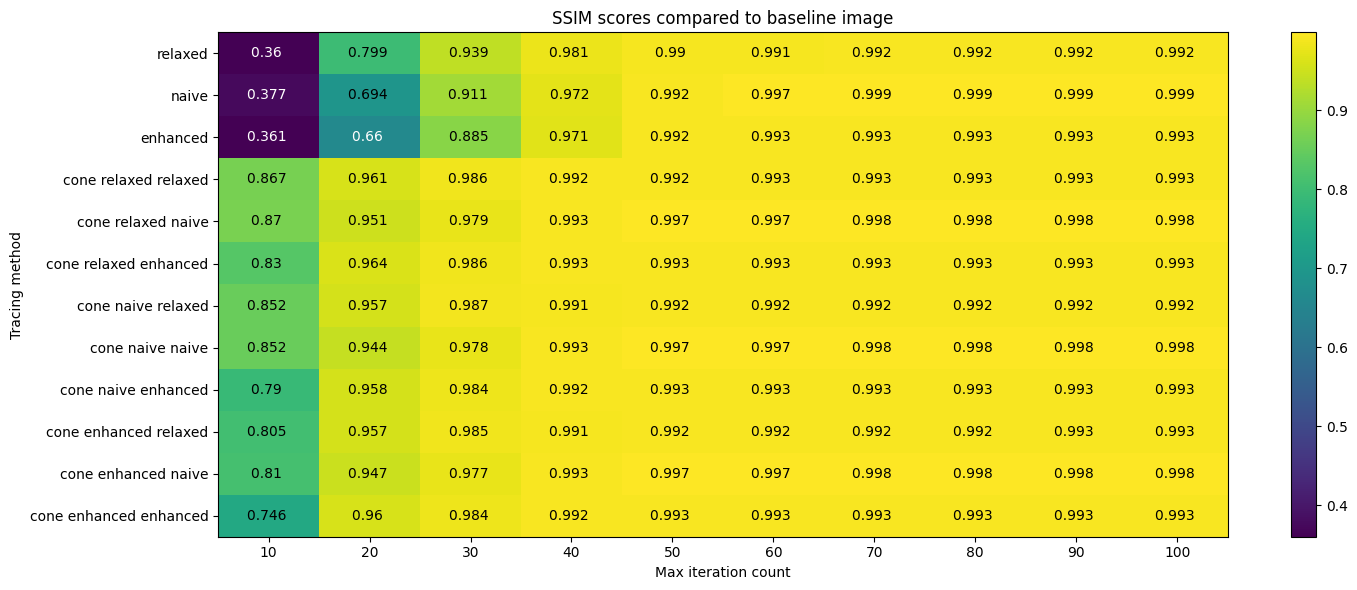 SSIM scores compared to baseline image
relaxed 0.36 0.799 0.939 0.981 0.99 0.991 0.992 0.992 0.992 0.992
naive 0.377 0.694 0.911 0.972 0.992 0.997 0.999 0.999 0.999 0.999
enhanced 0.361 0.66 0.885 0.971 0.992 0.993 0.993 0.993 0.993 0.993
cone relaxed relaxed 0.867 0.961 0.986 0.992 0.992 0.993 0.993 0.993 0.993 0.993
cone relaxed naive 0.87 0.951 0.979 0.993 0.997 0.997 0.998 0.998 0.998 0.998
cone relaxed enhanced 0.83 0.964 0.986 0.993 0.993 0.993 0.993 0.993 0.993 0.993
cone naive relaxed 0.852 0.957 0.987 0.991 0.992 0.992 0.992 0.992 0.992 0.992
cone naive naive 0.852 0.944 0.978 0.993 0.997 0.997 0.998 0.998 0.998 0.998
cone naive enhanced 0.79 0.958 0.984 0.992 0.993 0.993 0.993 0.993 0.993 0.993
cone enhanced relaxed 0.805 0.957 0.985 0.991 0.992 0.992 0.992 0.992 0.993 0.993
cone enhanced naive 0.81 0.947 0.977 0.993 0.997 0.997 0.998 0.998 0.998 0.998
cone enhanced enhanced 0.746 0.96 0.984 0.992 0.993 0.993 0.993 0.993 0.993 0.993
10 20 30 40 50 60 70 80 90 100
Max iteration count
Tracing method
0.9
0.8
0.7
0.6
0.5
0.4